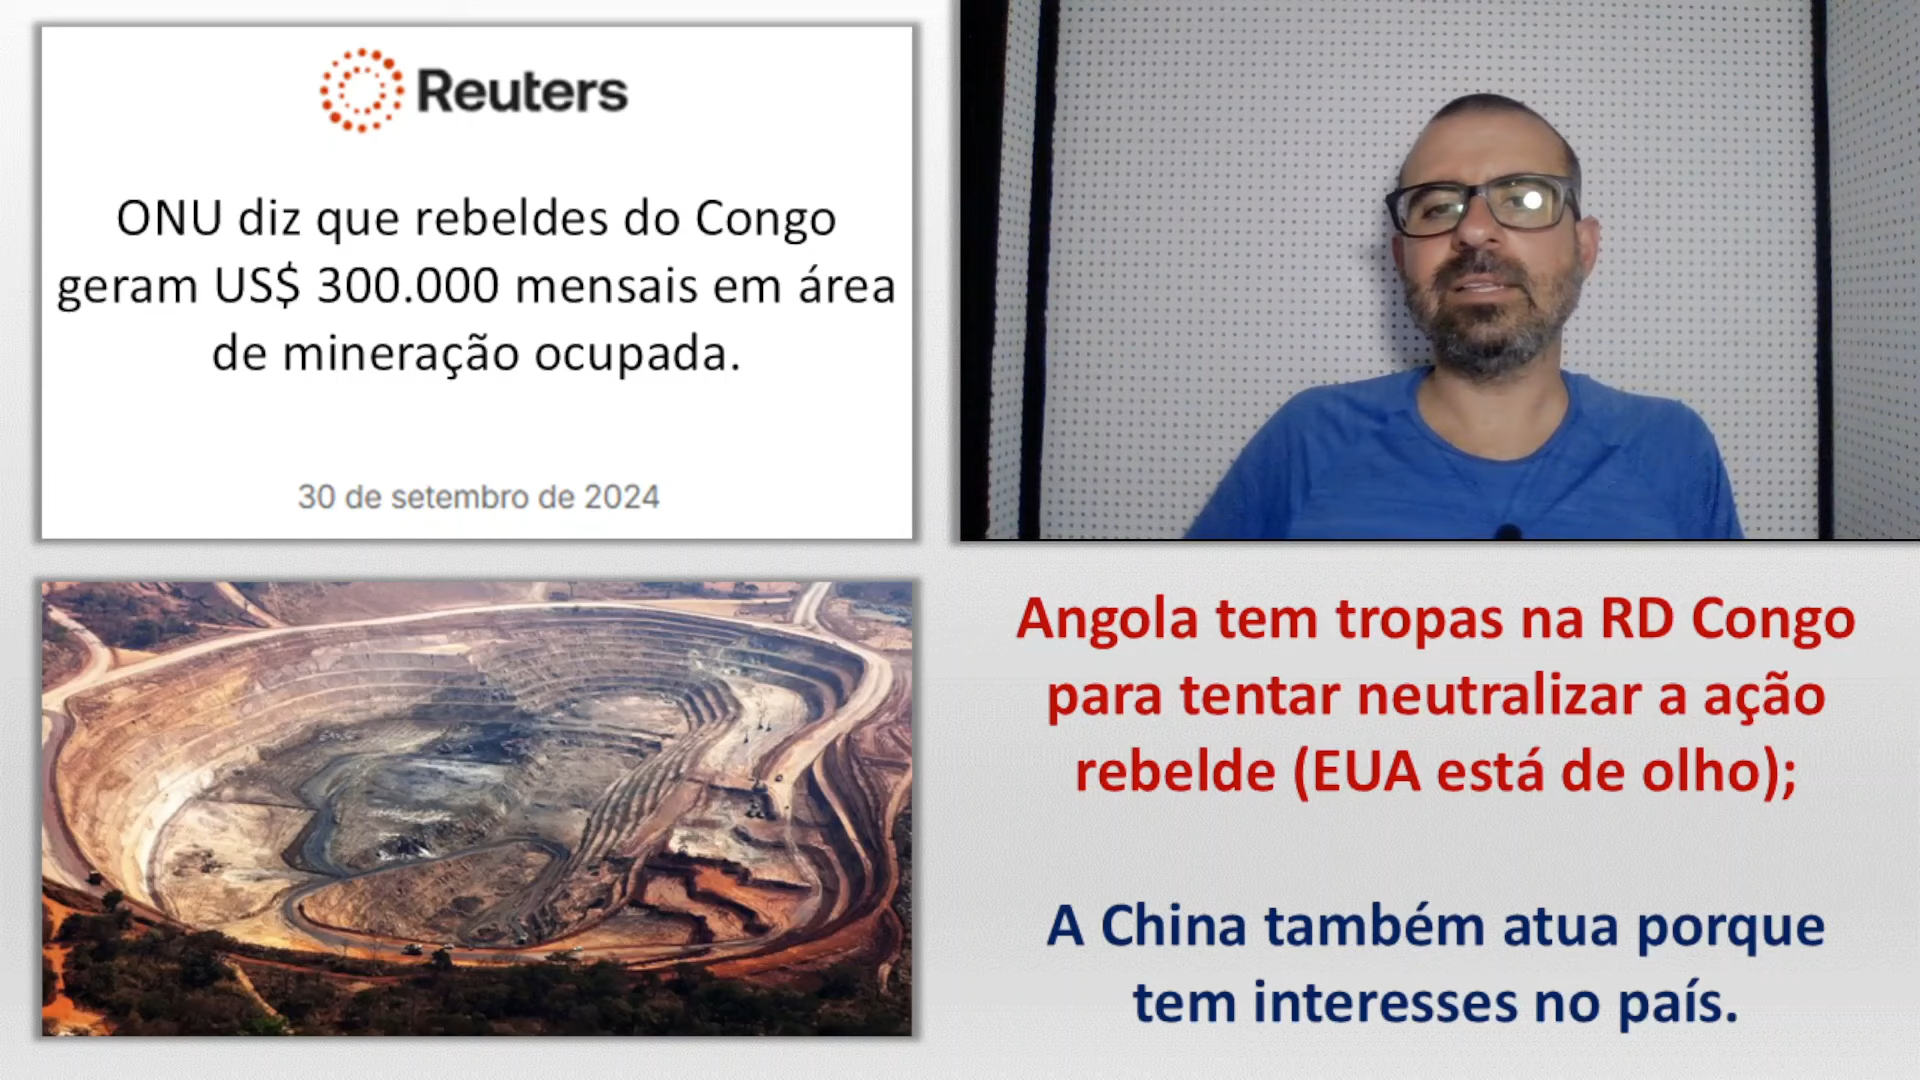 Reuters
ONU diz que rebeldes do Congo
geram US$ 300.000 mensais em área
de mineração ocupada.
30 de setembro de 2024
Angola tem tropas na RD Congo
para tentar neutralizar a ação
rebelde (EUA está de olho);
A China também atua porque
tem interesses no país.